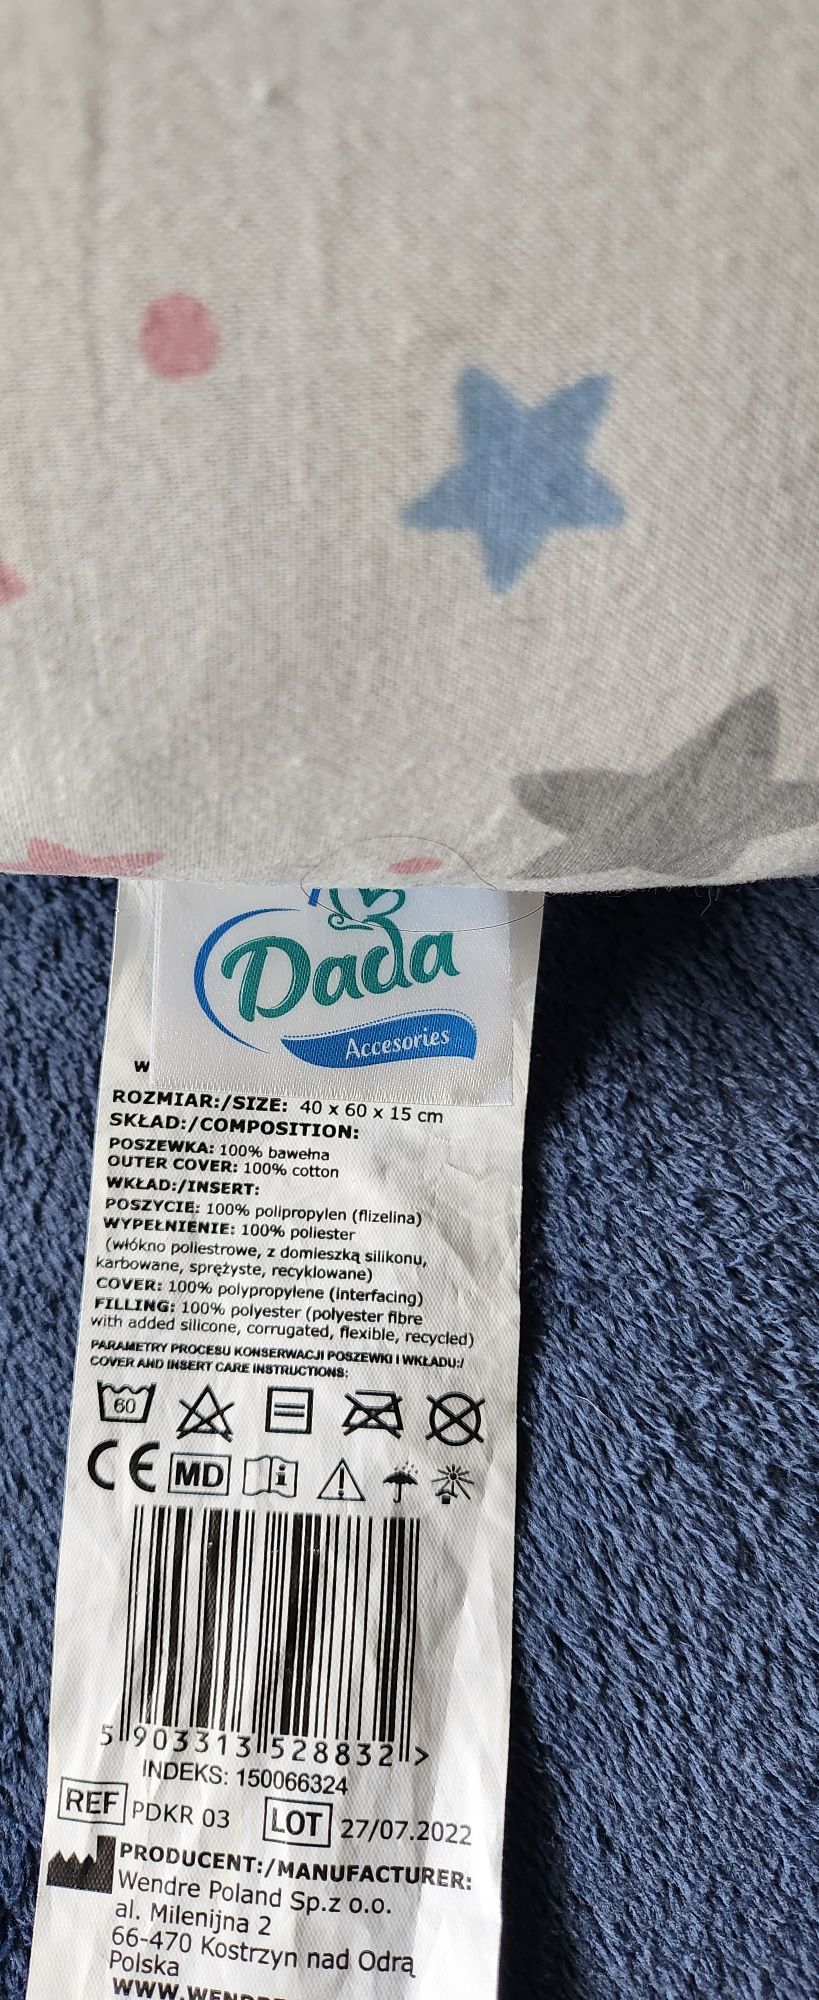 Dada
Accesories
W
ROZMIAR:/SIZE: 40 x 60 x 15 cm
SKŁAD:/COMPOSITION:
POSZEWKA: 100% bawełna
OUTER COVER: 100% cotton
WKŁAD:/INSERT:
POSZYCIE: 100% polipropylen (flizelina)
WYPEŁNIENIE: 100% poliester
(włókno poliestrowe, z domieszką silikonu,
karbowane, sprężyste, recyklowane)
COVER: 100% polypropylene (interfacing)
FILLING: 100% polyester (polyester fibre
with added silicone, corrugated, flexible, recycled)
PARAMETRY PROCESU KONSERWACJI POSZEWKI I WKŁADU:/
COVER AND INSERT CARE INSTRUCTIONS:
60
CE MD i !
5 903313 528832 >
INDEKS: 150066324
REF PDKR 03 LOT 27/07.2022
PRODUCENT:/MANUFACTURER:
Wendre Poland Sp.z o.o.
al. Milenijna 2
66-470 Kostrzyn nad Odrą
Polska
WWW.WENDRE